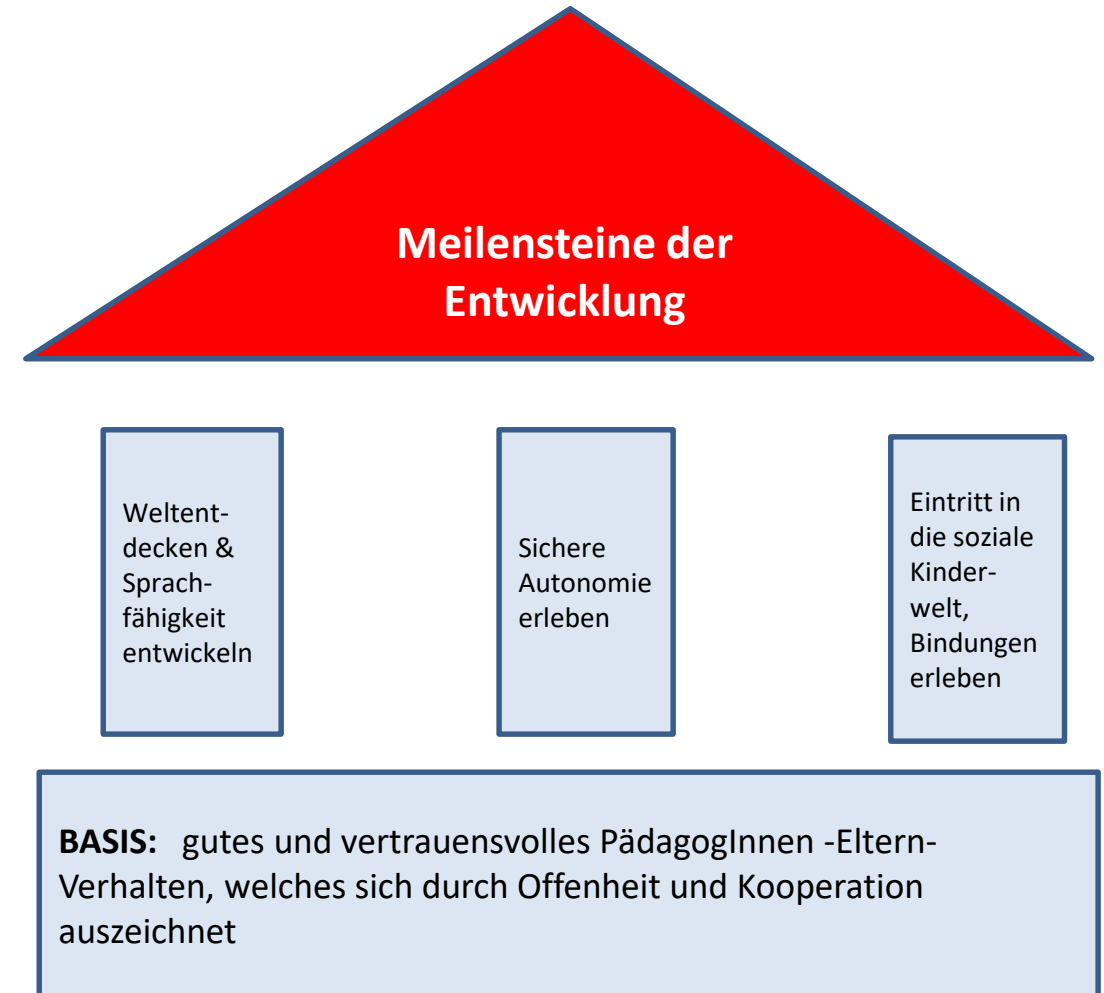 Meilensteine der
Entwicklung
Weltent-
decken &
Sprach-
fähigkeit
entwickeln
Sichere
Autonomie
erleben
Eintritt in
die soziale
Kinder-
welt,
Bindungen
erleben
BASIS: gutes und vertrauensvolles PädagogInnen -Eltern-
Verhalten, welches sich durch Offenheit und Kooperation
auszeichnet